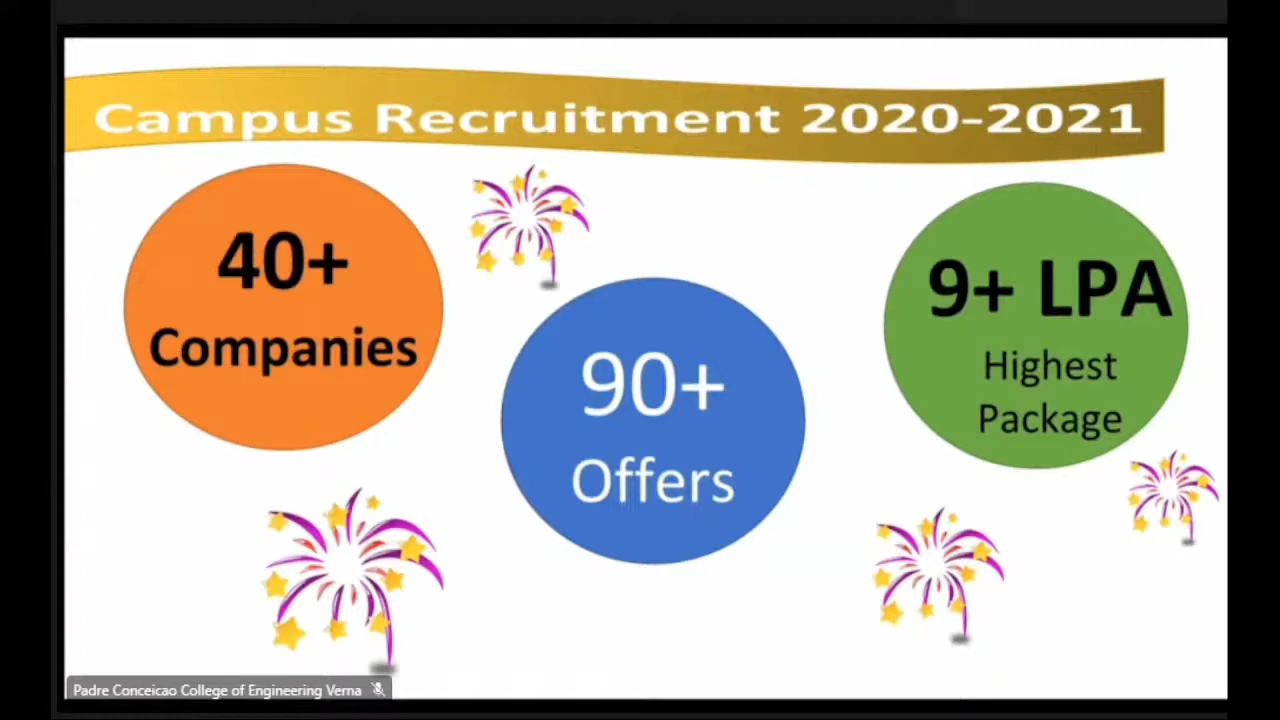 Campus Recruitment 2020-2021
40+
Companies
90+
Offers
9+ LPA
Highest
Package
Padre Conceicao College of Engineering Verna